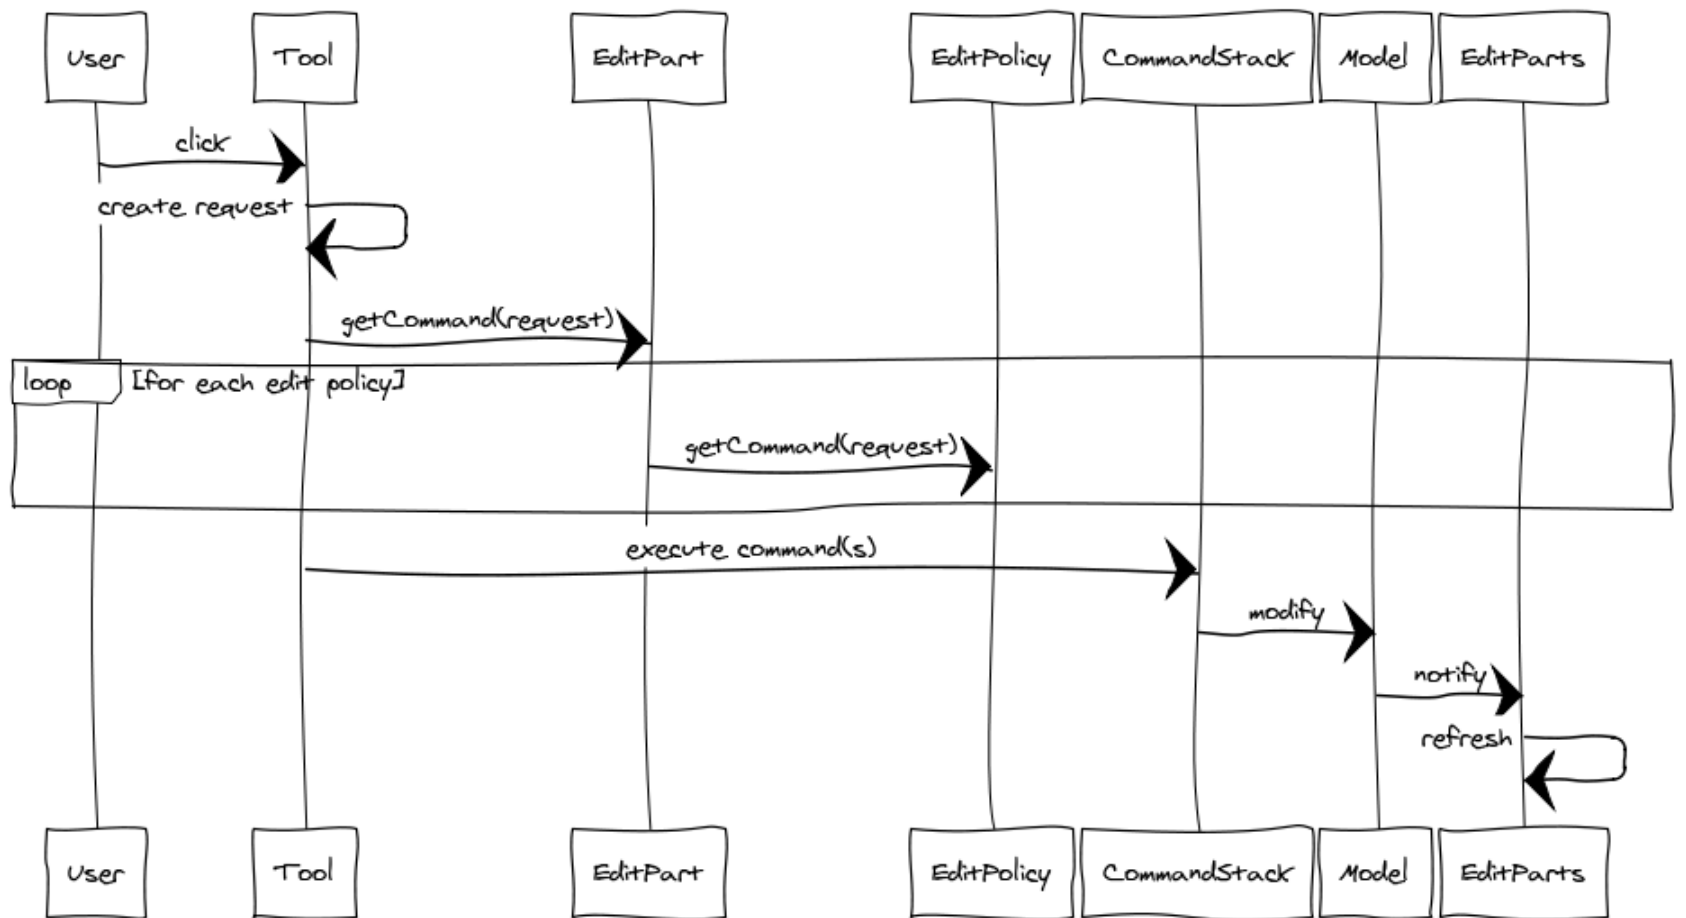 User
Tool
EditPart
EditPolicy
CommandStack
Model
EditParts
click
create request
getCommand(request)
loop
[for each edit policy]
getCommand(request)
execute command(s)
modify
notify
refresh
User
Tool
EditPart
EditPolicy
CommandStack
Model
EditParts